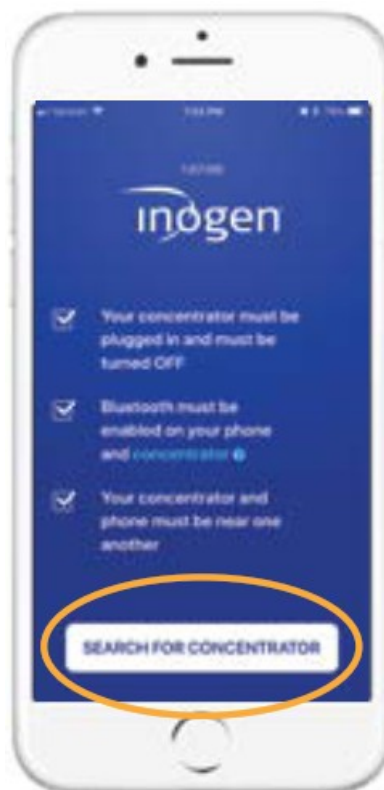 inogen
Your concentrator must be
plugged in and must be
turned OFF
Bluetooth must be
enabled on your phone
and concentrator
Your concentrator and
phone must be near one
another
SEARCH FOR CONCENTRATOR